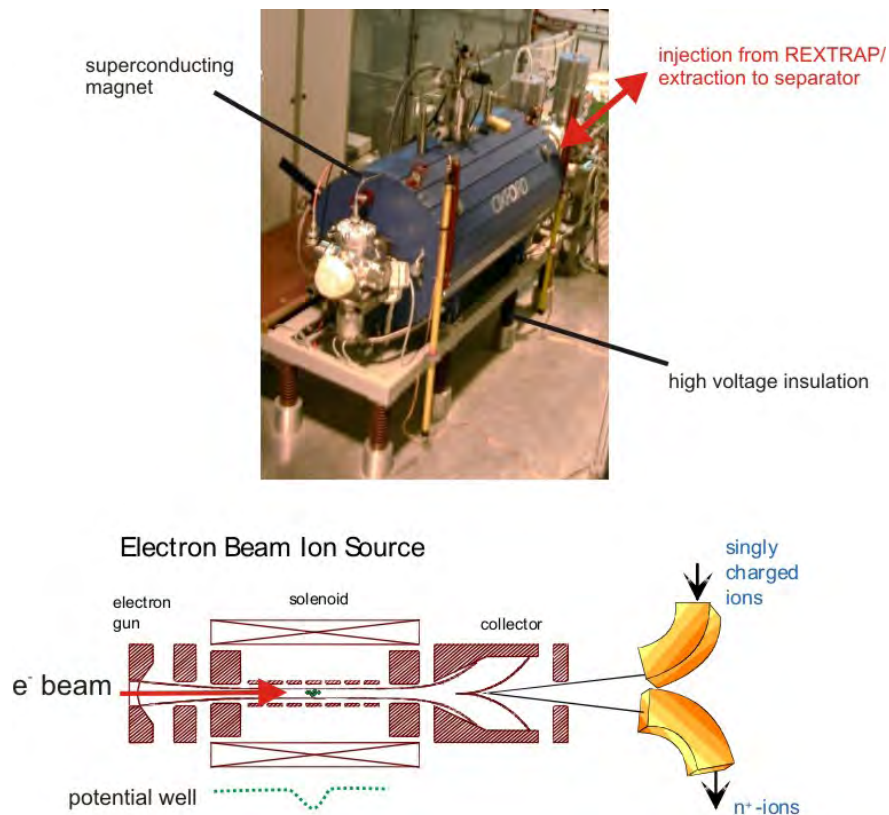 superconducting
magnet
injection from REXTRAP/
extraction to separator
OXFORD
high voltage insulation
Electron Beam Ion Source
singly
charged
ions
electron
gun
solenoid
collector
e⁻ beam
potential well
n⁺-ions